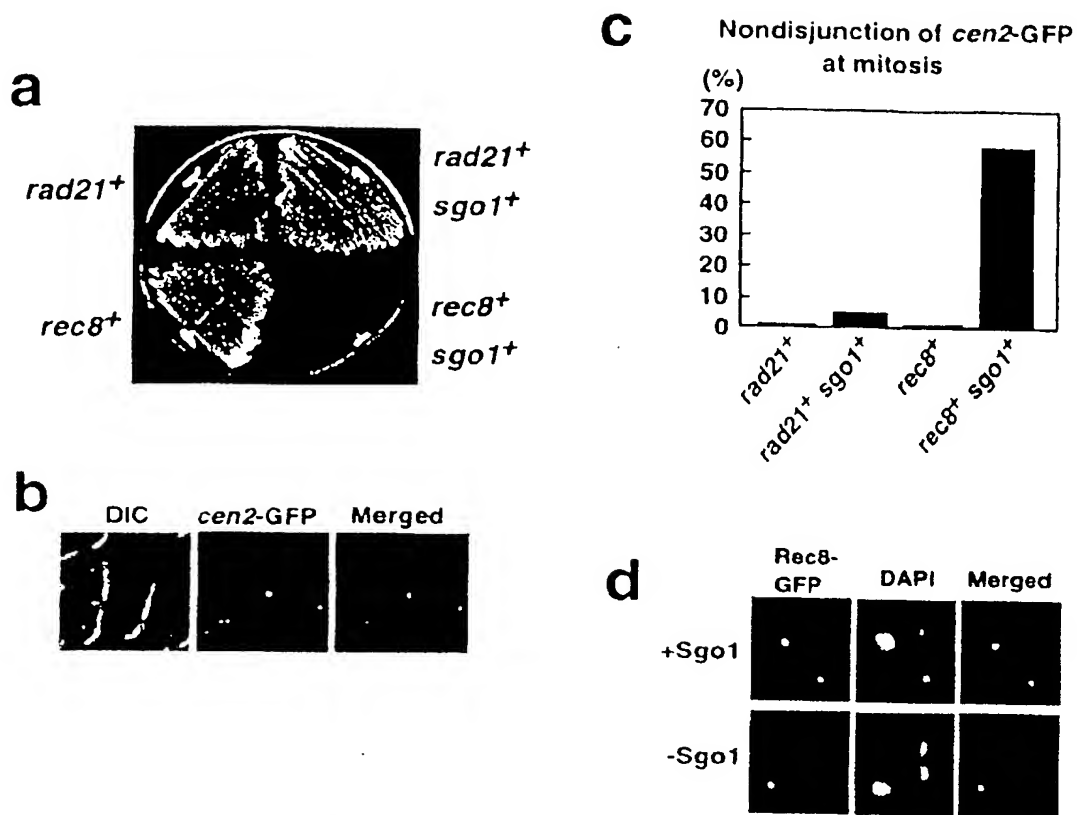 a
rad21+
rad21+
sgo1+
rec8+
rec8+
sgo1+
b
DIC cen2-GFP Merged
c
Nondisjunction of cen2-GFP
at mitosis
(%)
70
60
50
40
30
20
10
0
rad21+
rad21+ sgo1+
rec8+
rec8+ sgo1+
d
Rec8-
GFP DAPI Merged
+Sgo1
-Sgo1